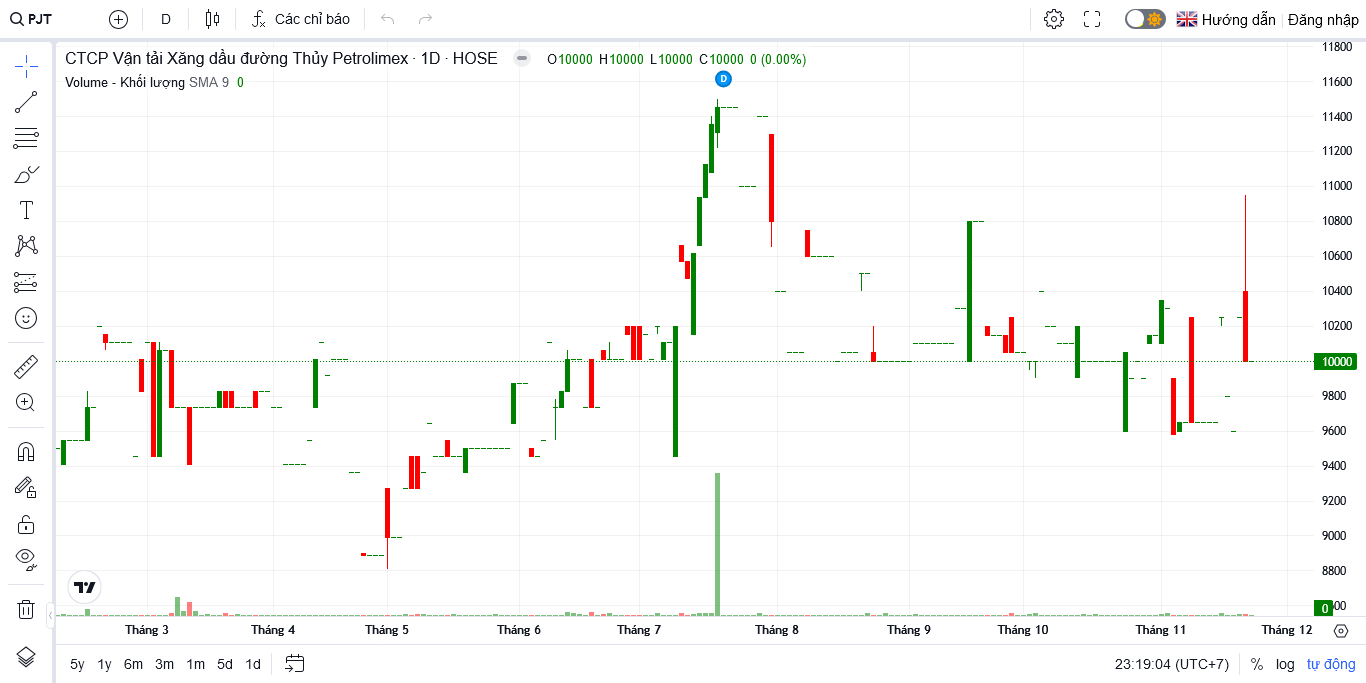 PJT D Các chỉ báo Hướng dẫn Đăng nhập
CTCP Vận tải Xăng dầu đường Thủy Petrolimex · 1D · HOSE O10000 H10000 L10000 C10000 0 (0.00%)
Volume - Khối lượng SMA 9 0
D
11800
11600
11400
11200
11000
10800
10600
10400
10200
10000
9800
9600
9400
9200
9000
8800
0
Tháng 3 Tháng 4 Tháng 5 Tháng 6 Tháng 7 Tháng 8 Tháng 9 Tháng 10 Tháng 11 Tháng 12
5y 1y 6m 3m 1m 5d 1d 23:19:04 (UTC+7) % log tự động